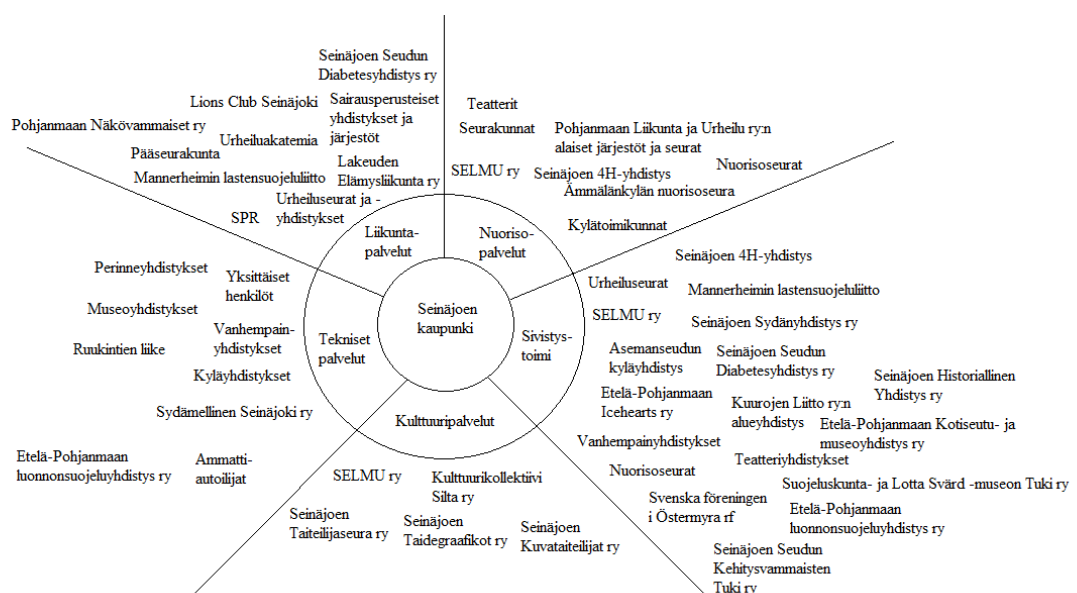 Seinäjoen Seudun
Diabetesyhdistys ry
Lions Club Seinäjoki
Sairausperusteiset
yhdistykset ja
järjestöt
Pohjanmaan Näkövammaiset ry
Urheiluakatemia
Pääseurakunta
Lakeuden
Elämysliikunta ry
Mannerheimin lastensuojeluliitto
Urheiluseurat ja -
yhdistykset
SPR
Liikunta-
palvelut
Teatterit
Seurakunnat
Pohjanmaan Liikunta ja Urheilu ry:n
alaiset järjestöt ja seurat
Nuorisoseurat
SELMU ry
Seinäjoen 4H-yhdistys
Ämmälänkylän nuorisoseura
Kylätoimikunnat
Nuoriso-
palvelut
Seinäjoen
kaupunki
Perinneyhdistykset
Yksittäiset
henkilöt
Museoyhdistykset
Vanhempain-
yhdistykset
Ruukintien liike
Kyläyhdistykset
Sydämellinen Seinäjoki ry
Etelä-Pohjanmaan
luonnonsuojeluyhdistys ry
Ammatti-
autoilijat
Tekniset
palvelut
Sivistys-
toimi
Seinäjoen 4H-yhdistys
Urheiluseurat
Mannerheimin lastensuojeluliitto
SELMU ry
Seinäjoen Sydänyhdistys ry
Asemanseudun
kyläyhdistys
Seinäjoen Seudun
Diabetesyhdistys ry
Seinäjoen Historiallinen
Yhdistys ry
Etelä-Pohjanmaan
Icehearts ry
Kuurojen Liitto ry:n
alueyhdistys
Etelä-Pohjanmaan Kotiseutu- ja
museoyhdistys ry
Vanhempainyhdistykset
Teatteriyhdistykset
Nuorisoseurat
Suojeluskunta- ja Lotta Svärd -museon Tuki ry
Svenska föreningen
i Östermyra rf
Etelä-Pohjanmaan
luonnonsuojeluyhdistys ry
Seinäjoen Seudun
Kehitysvammaisten
Tuki ry
Kulttuuripalvelut
SELMU ry
Kulttuurikollektiivi
Silta ry
Seinäjoen
Taiteilijaseura ry
Seinäjoen
Taidegraafikot ry
Seinäjoen
Kuvataiteilijat ry